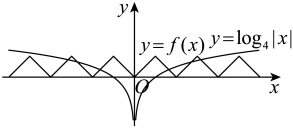 y
y = f(x) y = log₄|x|
O x